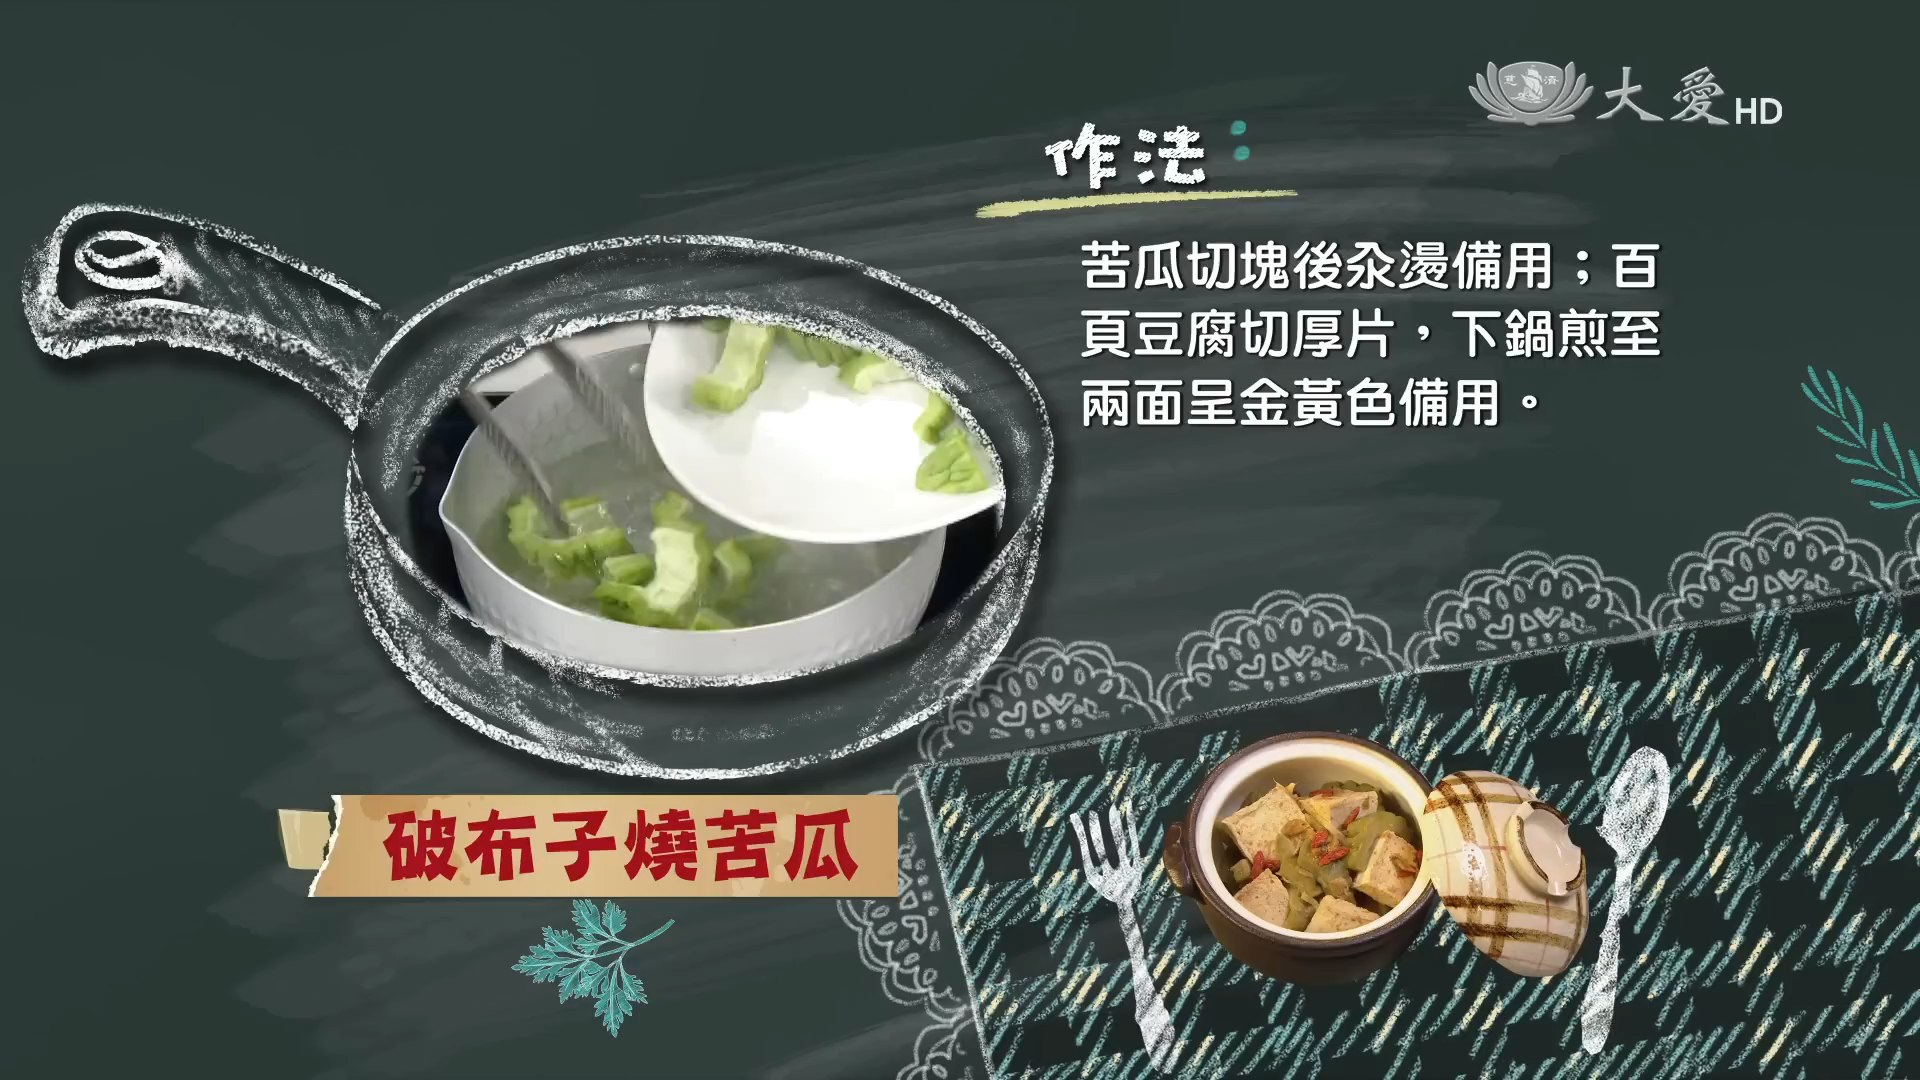 慈濟
大愛HD
作法：
苦瓜切塊後汆燙備用；百
頁豆腐切厚片，下鍋煎至
兩面呈金黃色備用。
破布子燒苦瓜